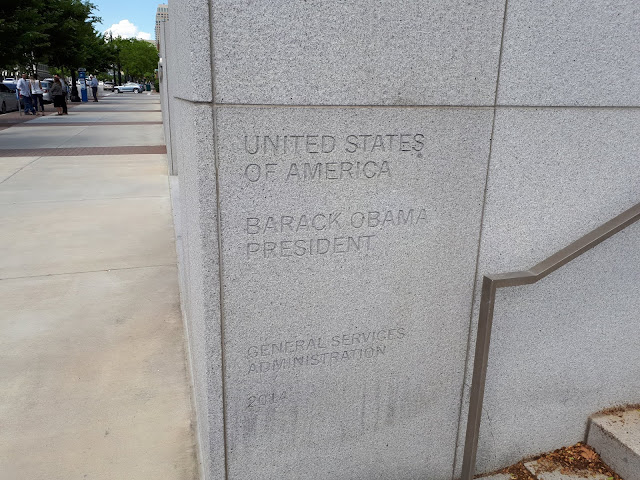 UNITED STATES
OF AMERICA
BARACK OBAMA
PRESIDENT
GENERAL SERVICES
ADMINISTRATION
2014